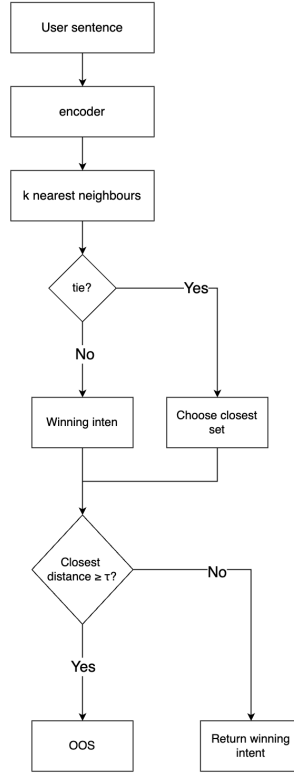 User sentence
encoder
k nearest neighbours
tie?
Yes
No
Winning inten
Choose closest
set
Closest
distance ≥ τ?
No
Yes
OOS
Return winning
intent